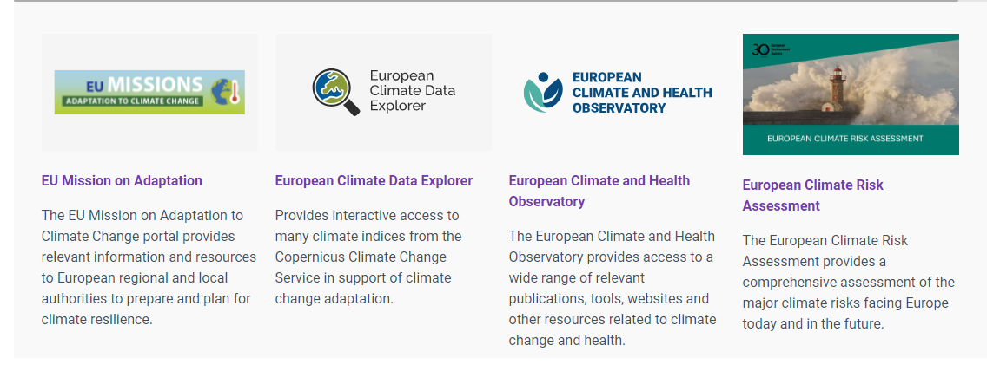 EU MISSIONS
ADAPTATION TO CLIMATE CHANGE
EU Mission on Adaptation
The EU Mission on Adaptation to
Climate Change portal provides
relevant information and resources
to European regional and local
authorities to prepare and plan for
climate resilience.
European
Climate Data
Explorer
European Climate Data Explorer
Provides interactive access to
many climate indices from the
Copernicus Climate Change
Service in support of climate
change adaptation.
EUROPEAN
CLIMATE AND HEALTH
OBSERVATORY
European Climate and Health
Observatory
The European Climate and Health
Observatory provides access to a
wide range of relevant
publications, tools, websites and
other resources related to climate
change and health.
30
European
Environment
Agency
EUROPEAN CLIMATE RISK ASSESSMENT
European Climate Risk
Assessment
The European Climate Risk
Assessment provides a
comprehensive assessment of the
major climate risks facing Europe
today and in the future.